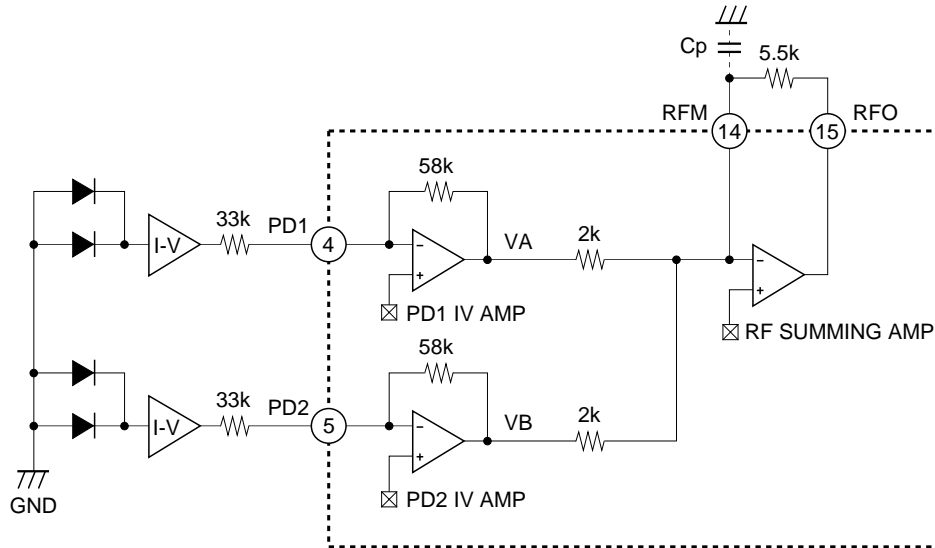 Cp
5.5k
RFM
14
15
RFO
58k
33k
PD1
4
I-V
VA
2k
−
+
−
+
PD1 IV AMP
RF SUMMING AMP
58k
33k
PD2
5
I-V
VB
2k
−
+
PD2 IV AMP
GND